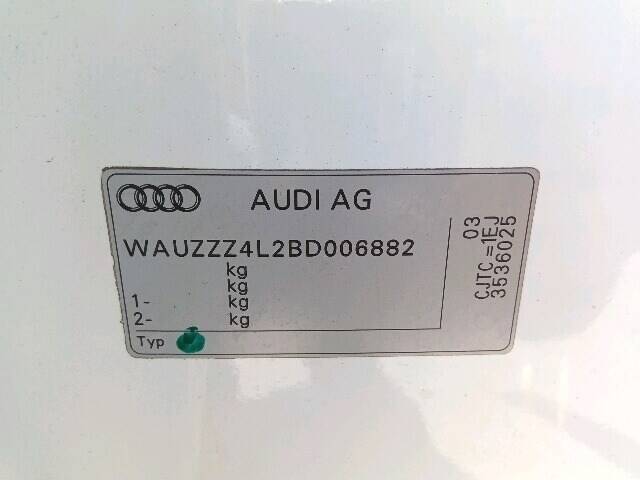 AUDI AG
WAUZZZ4L2BD006882
kg
kg
1- kg
2- kg
Typ
03
CJTC =1EJ
3536025